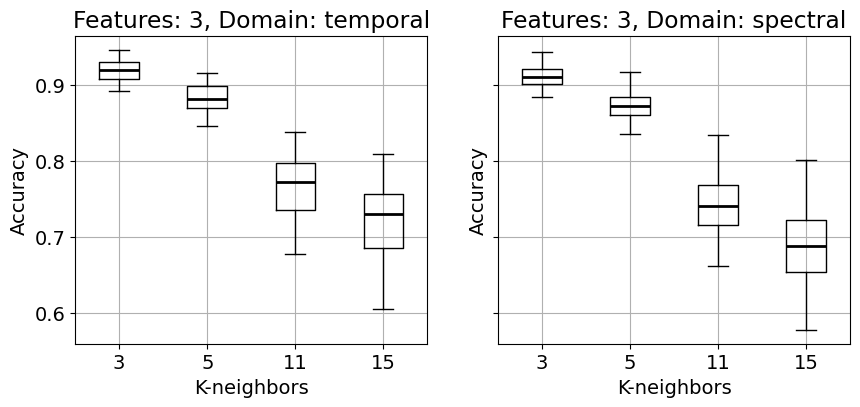 Features: 3, Domain: temporal
Accuracy
0.9
0.8
0.7
0.6
3 5 11 15
K-neighbors
Features: 3, Domain: spectral
Accuracy
3 5 11 15
K-neighbors